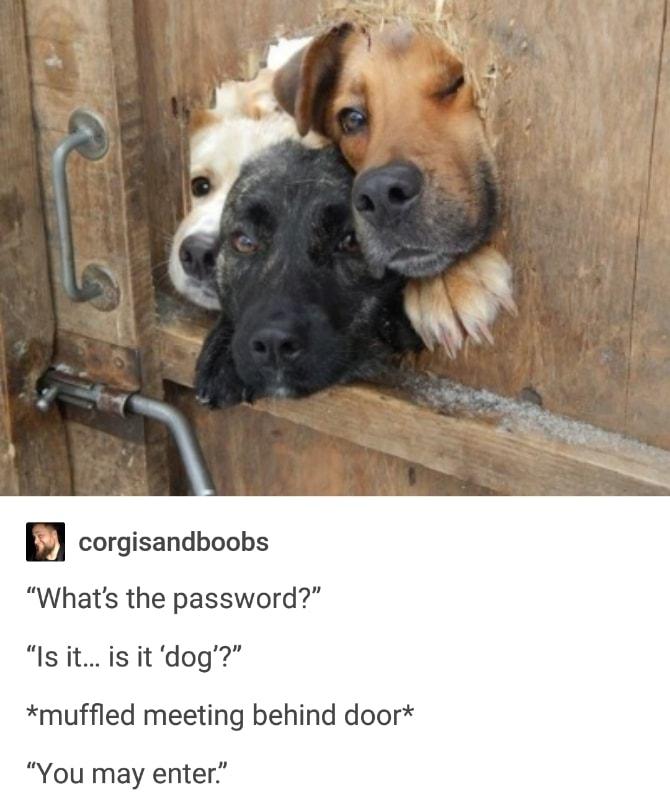 corgisandboobs
“What’s the password?”
“Is it... is it ‘dog’?”
*muffled meeting behind door*
“You may enter.”